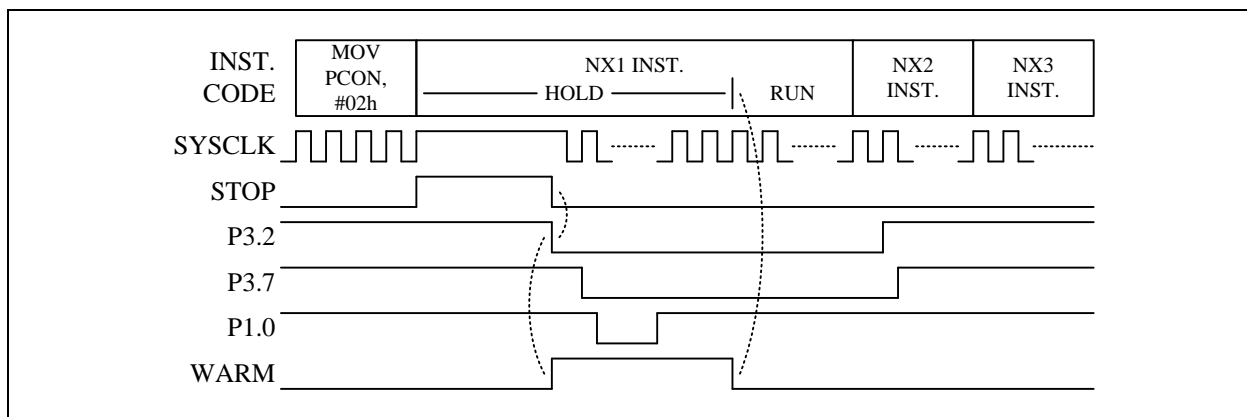 INST.
CODE
MOV
PCON,
#02h
NX1 INST.
HOLD
RUN
NX2
INST.
NX3
INST.
SYSCLK
STOP
P3.2
P3.7
P1.0
WARM